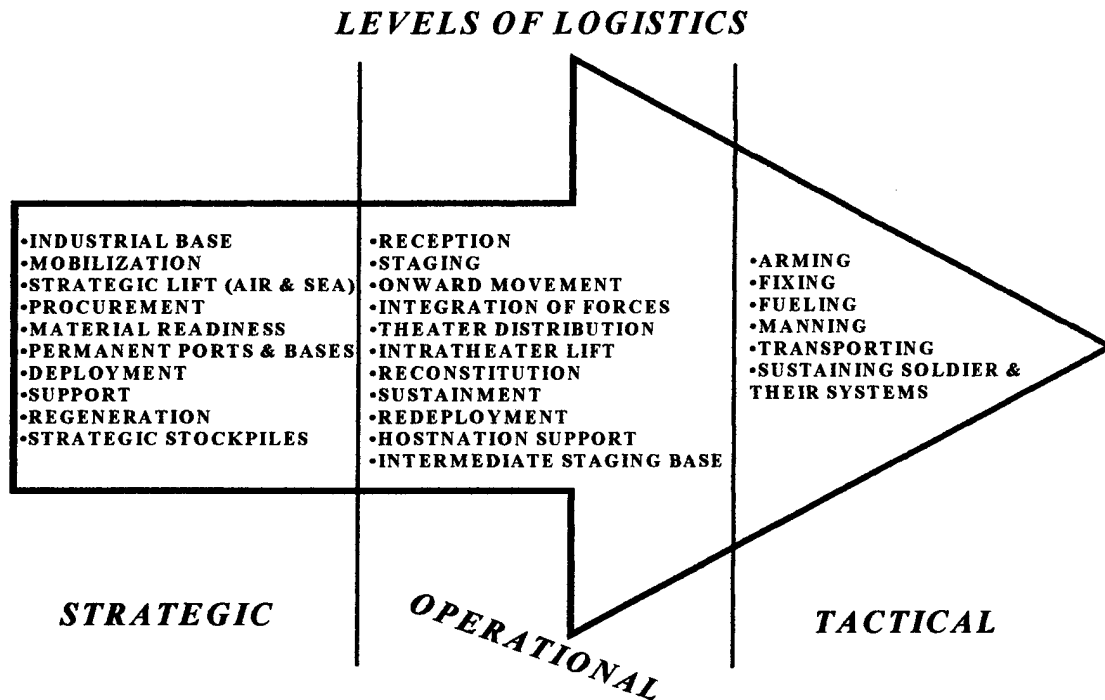 LEVELS OF LOGISTICS
•INDUSTRIAL BASE
•MOBILIZATION
•STRATEGIC LIFT (AIR & SEA)
•PROCUREMENT
•MATERIAL READINESS
•PERMANENT PORTS & BASES
•DEPLOYMENT
•SUPPORT
•REGENERATION
•STRATEGIC STOCKPILES
•RECEPTION
•STAGING
•ONWARD MOVEMENT
•INTEGRATION OF FORCES
•THEATER DISTRIBUTION
•INTRATHEATER LIFT
•RECONSTITUTION
•SUSTAINMENT
•REDEPLOYMENT
•HOSTNATION SUPPORT
•INTERMEDIATE STAGING BASE
•ARMING
•FIXING
•FUELING
•MANNING
•TRANSPORTING
•SUSTAINING SOLDIER &
THEIR SYSTEMS
STRATEGIC
OPERATIONAL
TACTICAL